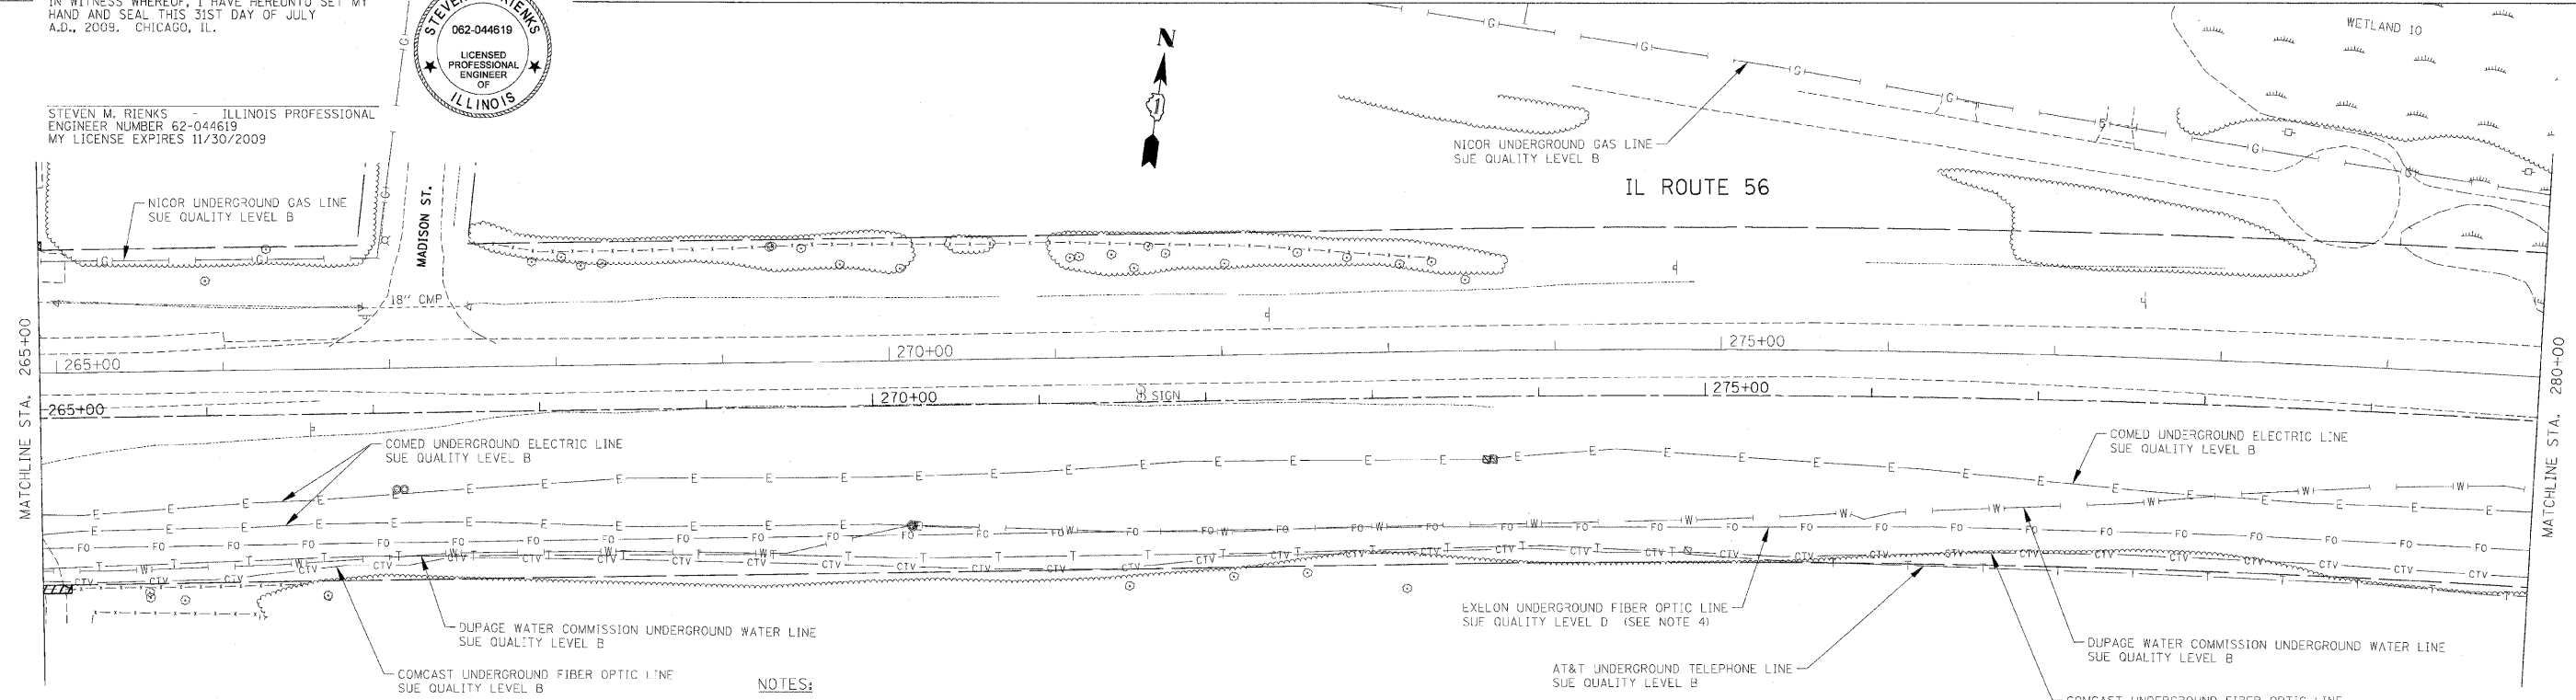 IN WITNESS WHEREOF, I HAVE HEREUNTO SET MY
HAND AND SEAL THIS 31ST DAY OF JULY
A.D., 2009. CHICAGO, IL.
RIENKS
062-044619
LICENSED
PROFESSIONAL
ENGINEER
OF
ILLINOIS
STEVEN M. RIENKS - ILLINOIS PROFESSIONAL
ENGINEER NUMBER 62-044619
MY LICENSE EXPIRES 11/30/2009
N
1
WETLAND 10
NICOR UNDERGROUND GAS LINE
SUE QUALITY LEVEL B
IL ROUTE 56
NICOR UNDERGROUND GAS LINE
SUE QUALITY LEVEL B
MADISON ST.
18" CMP
MATCHLINE STA. 265+00
265+00
270+00
275+00
265+00
270+00
SIGN
275+00
MATCHLINE STA. 280+00
COMED UNDERGROUND ELECTRIC LINE
SUE QUALITY LEVEL B
COMED UNDERGROUND ELECTRIC LINE
SUE QUALITY LEVEL B
EXELON UNDERGROUND FIBER OPTIC LINE
SUE QUALITY LEVEL D (SEE NOTE 4)
DUPAGE WATER COMMISSION UNDERGROUND WATER LINE
SUE QUALITY LEVEL B
DUPAGE WATER COMMISSION UNDERGROUND WATER LINE
SUE QUALITY LEVEL B
COMCAST UNDERGROUND FIBER OPTIC LINE
SUE QUALITY LEVEL B
AT&T UNDERGROUND TELEPHONE LINE
SUE QUALITY LEVEL B
NOTES:
COMCAST UNDERGROUND FIBER OPTIC LINE